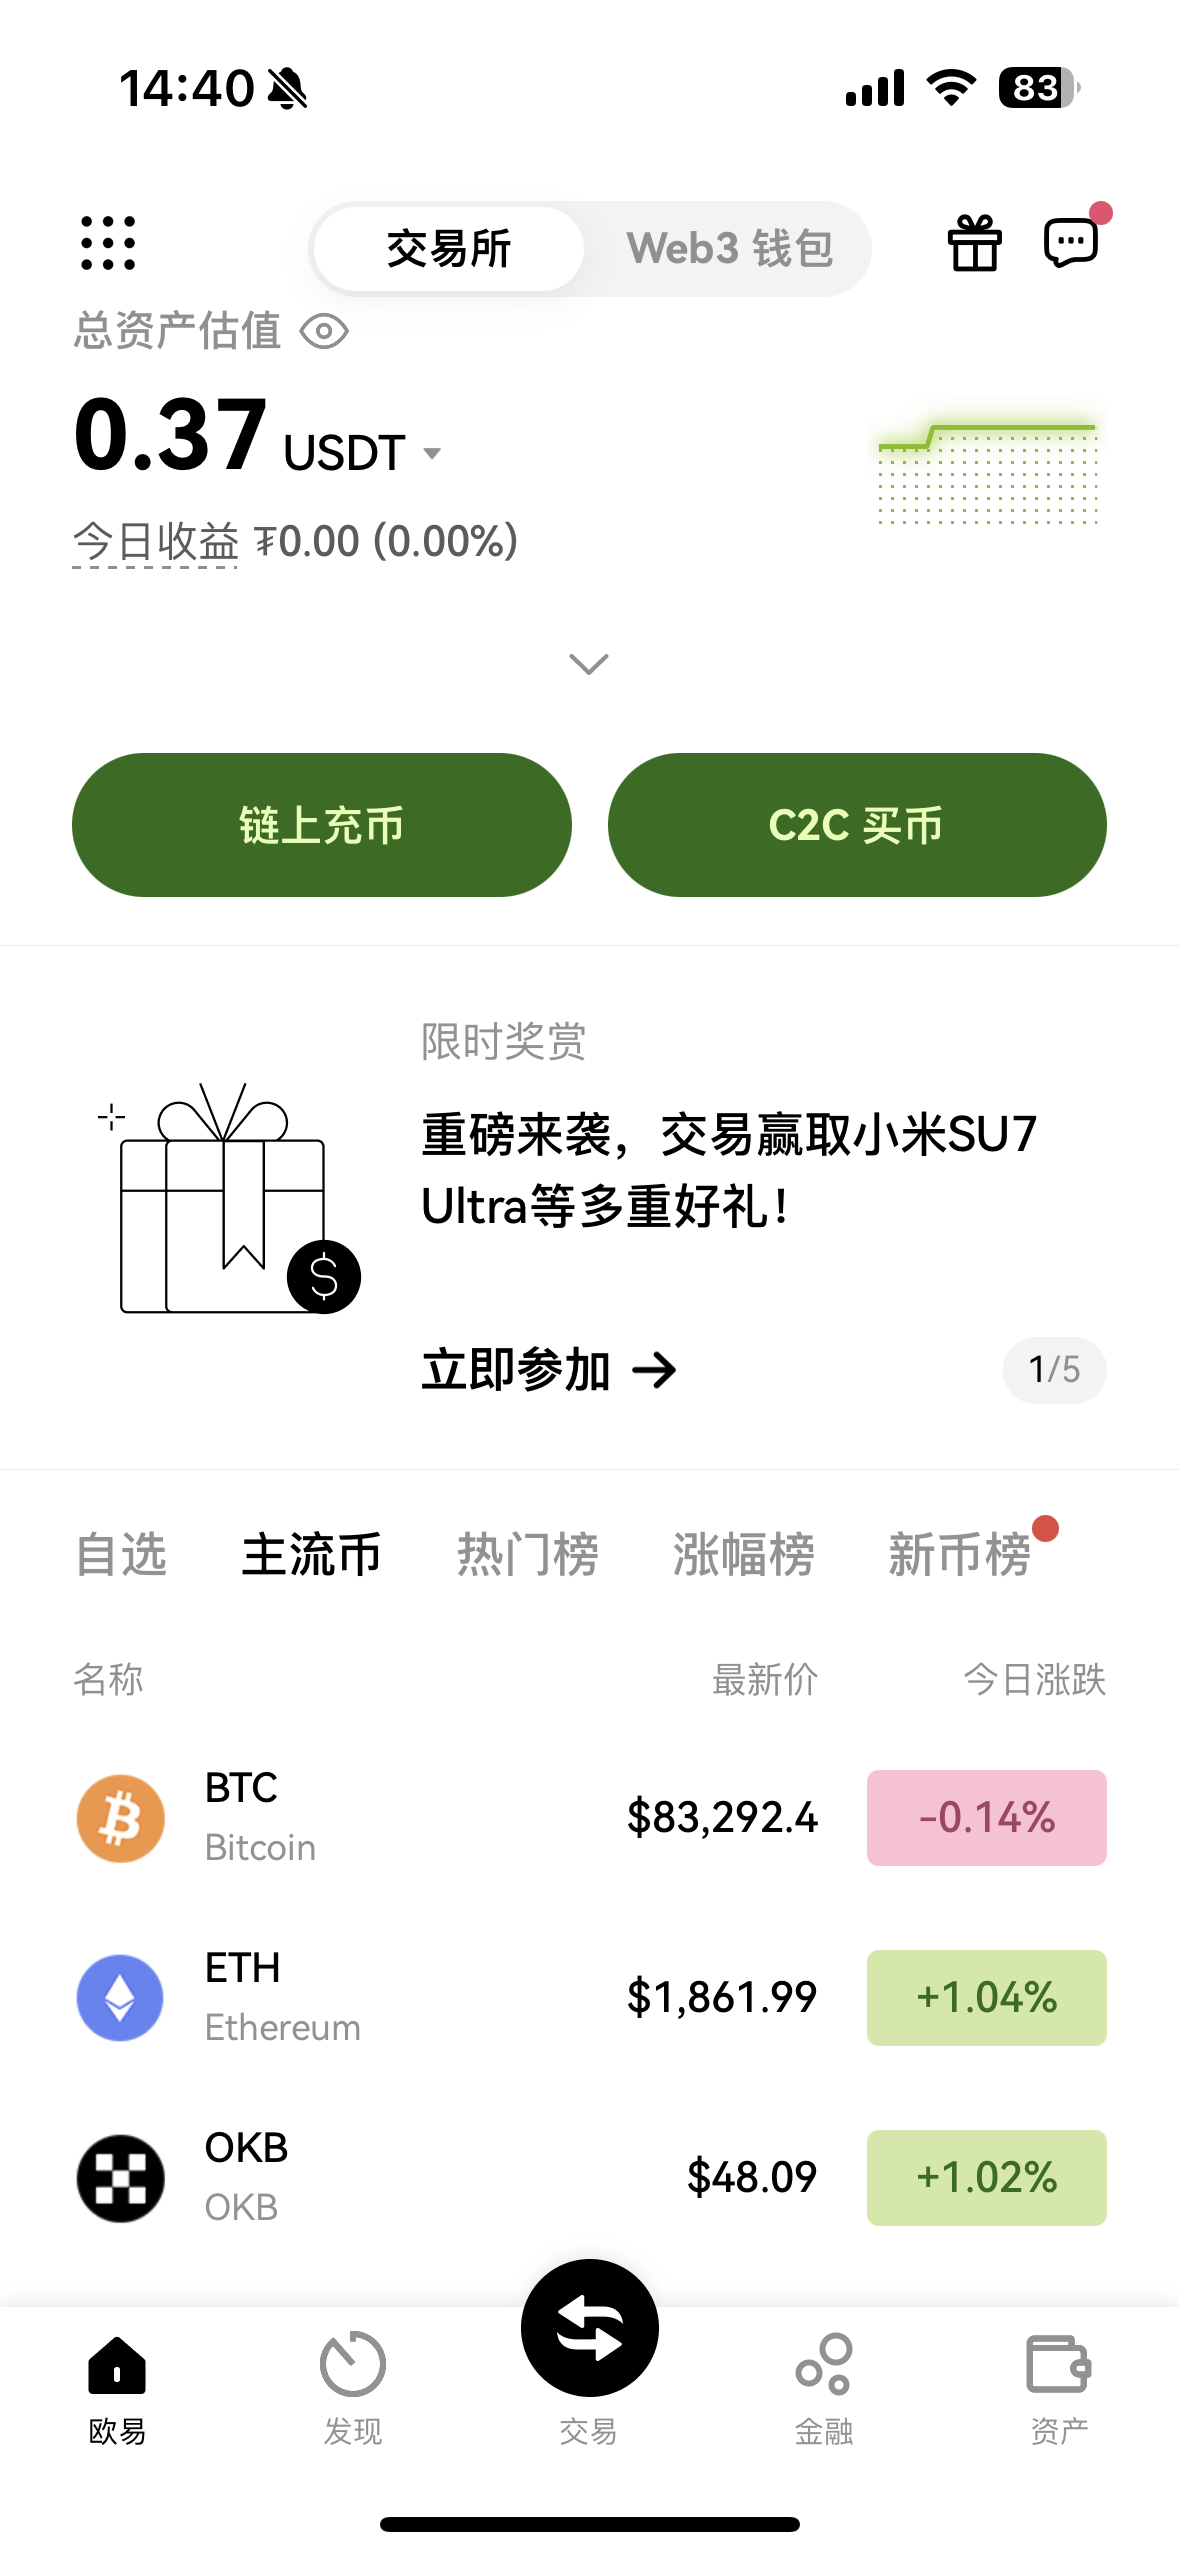 14:40
83
交易所
Web3 钱包
总资产估值
0.37 USDT
今日收益 ₮0.00 (0.00%)
链上充币
C2C 买币
限时奖赏
重磅来袭，交易赢取小米SU7
Ultra等多重好礼！
立即参加
1/5
自选 主流币 热门榜 涨幅榜 新币榜
名称 最新价 今日涨跌
BTC
Bitcoin
$83,292.4
-0.14%
ETH
Ethereum
$1,861.99
+1.04%
OKB
OKB
$48.09
+1.02%
欧易 发现 交易 金融 资产